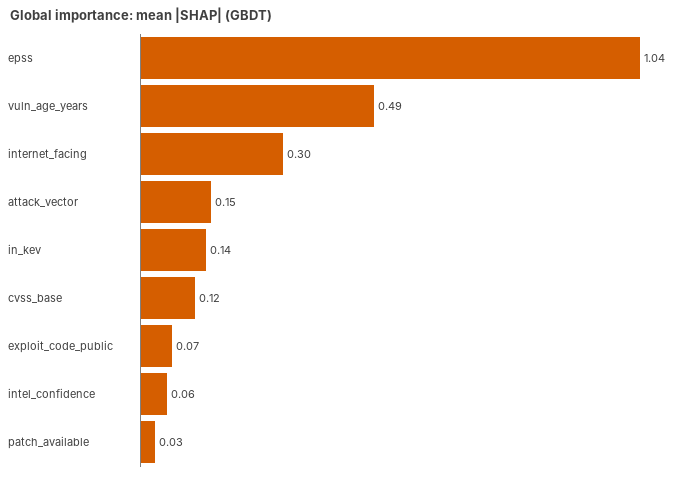 Global importance: mean |SHAP| (GBDT)
epss 1.04
vuln_age_years 0.49
internet_facing 0.30
attack_vector 0.15
in_kev 0.14
cvss_base 0.12
exploit_code_public 0.07
intel_confidence 0.06
patch_available 0.03